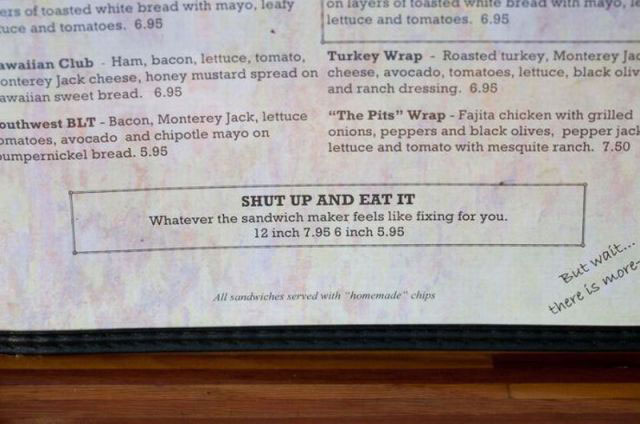 ers of toasted white bread with mayo, leafy
tuce and tomatoes. 6.95
on layers of toasted white bread with mayo,
lettuce and tomatoes. 6.95
awaiian Club - Ham, bacon, lettuce, tomato,
onterey Jack cheese, honey mustard spread on
awaiian sweet bread. 6.95
Turkey Wrap - Roasted turkey, Monterey Jac
cheese, avocado, tomatoes, lettuce, black oliv
and ranch dressing. 6.95
outhwest BLT - Bacon, Monterey Jack, lettuce
omatoes, avocado and chipotle mayo on
umpernickel bread. 5.95
"The Pits" Wrap - Fajita chicken with grilled
onions, peppers and black olives, pepper jack
lettuce and tomato with mesquite ranch. 7.50
SHUT UP AND EAT IT
Whatever the sandwich maker feels like fixing for you.
12 inch 7.95 6 inch 5.95
All sandwiches served with "homemade" chips
But wait...
there is more-